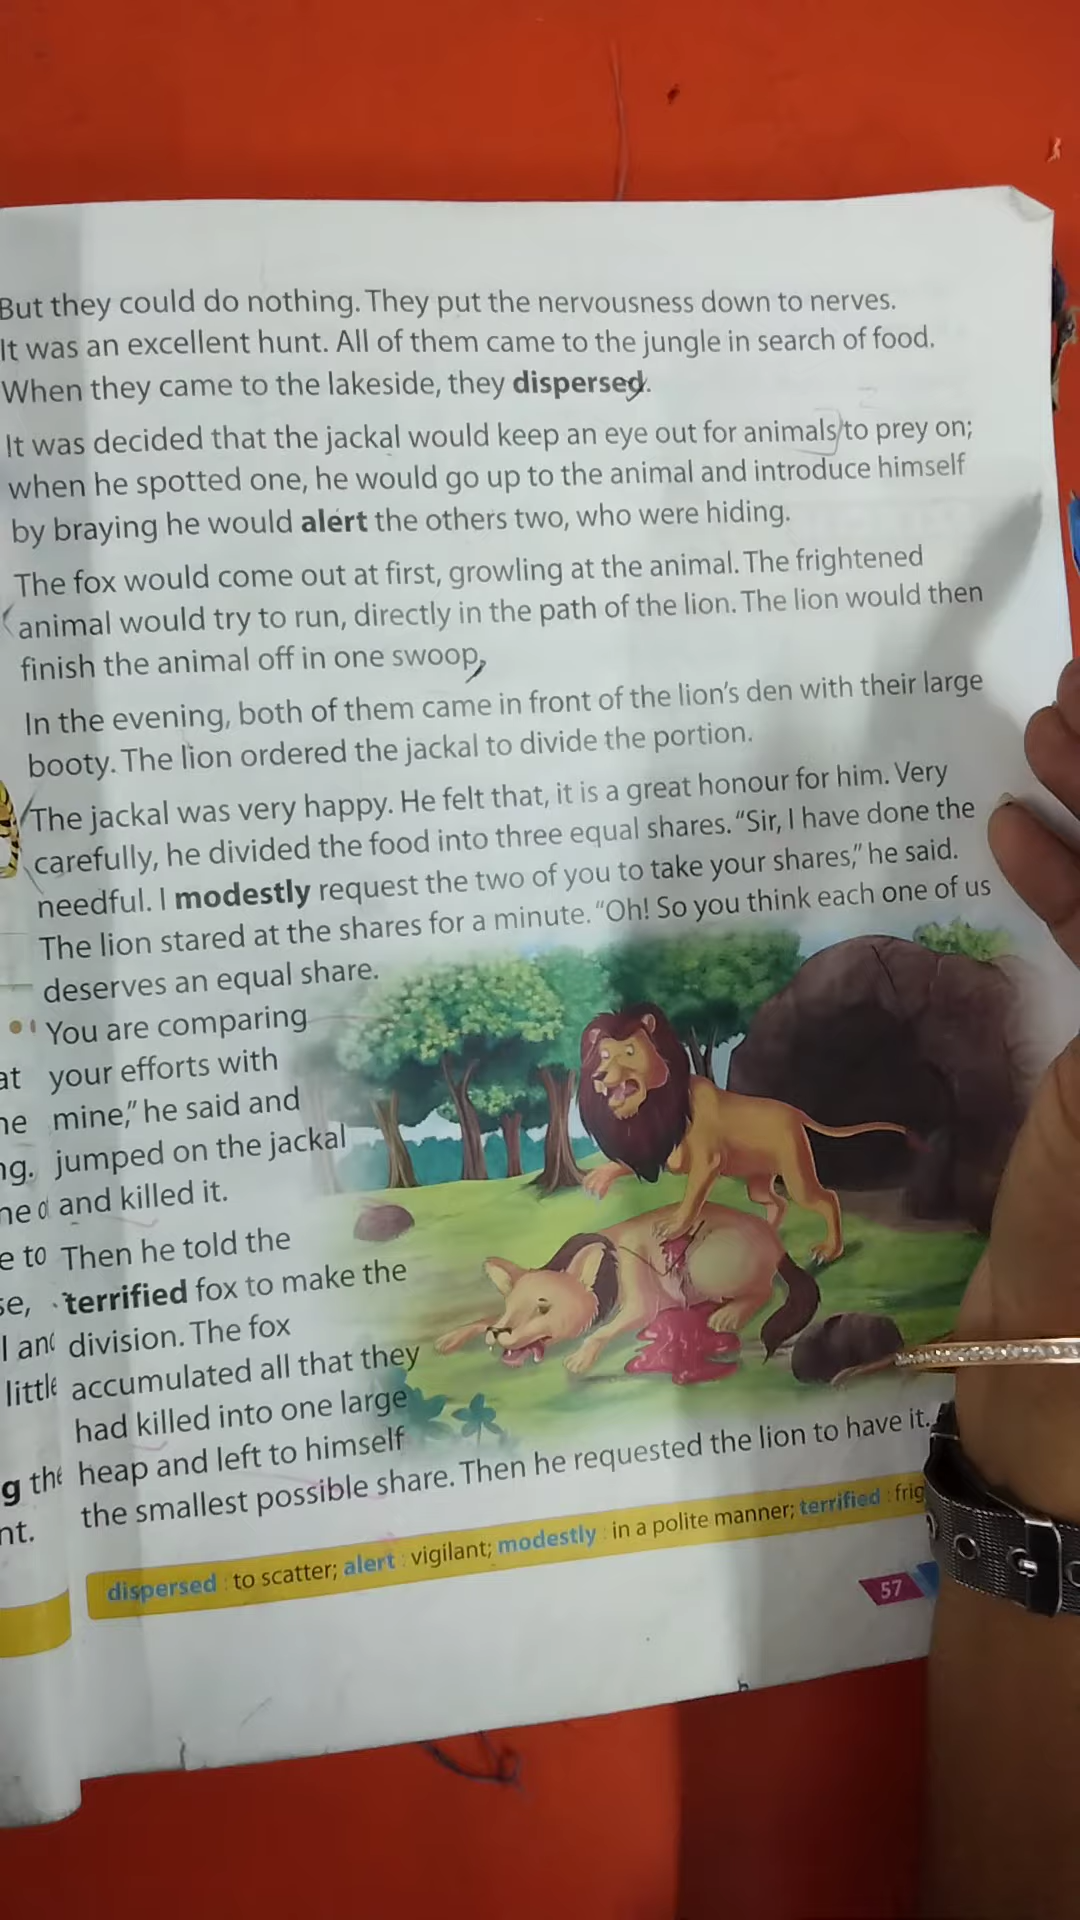 But they could do nothing. They put the nervousness down to nerves.
It was an excellent hunt. All of them came to the jungle in search of food.
When they came to the lakeside, they dispersed.
It was decided that the jackal would keep an eye out for animals to prey on;
when he spotted one, he would go up to the animal and introduce himself
by braying he would alert the others two, who were hiding.
The fox would come out at first, growling at the animal. The frightened
animal would try to run, directly in the path of the lion. The lion would then
finish the animal off in one swoop,
In the evening, both of them came in front of the lion's den with their large
booty. The lion ordered the jackal to divide the portion.
The jackal was very happy. He felt that, it is a great honour for him. Very
carefully, he divided the food into three equal shares. "Sir, I have done the
needful. I modestly request the two of you to take your shares," he said.
The lion stared at the shares for a minute. "Oh! So you think each one of us
deserves an equal share.
You are comparing
your efforts with
mine," he said and
jumped on the jackal
and killed it.
Then he told the
terrified fox to make the
division. The fox
accumulated all that they
had killed into one large
heap and left to himself
the smallest possible share. Then he requested the lion to have it.
dispersed : to scatter; alert : vigilant; modestly : in a polite manner; terrified : frig
57